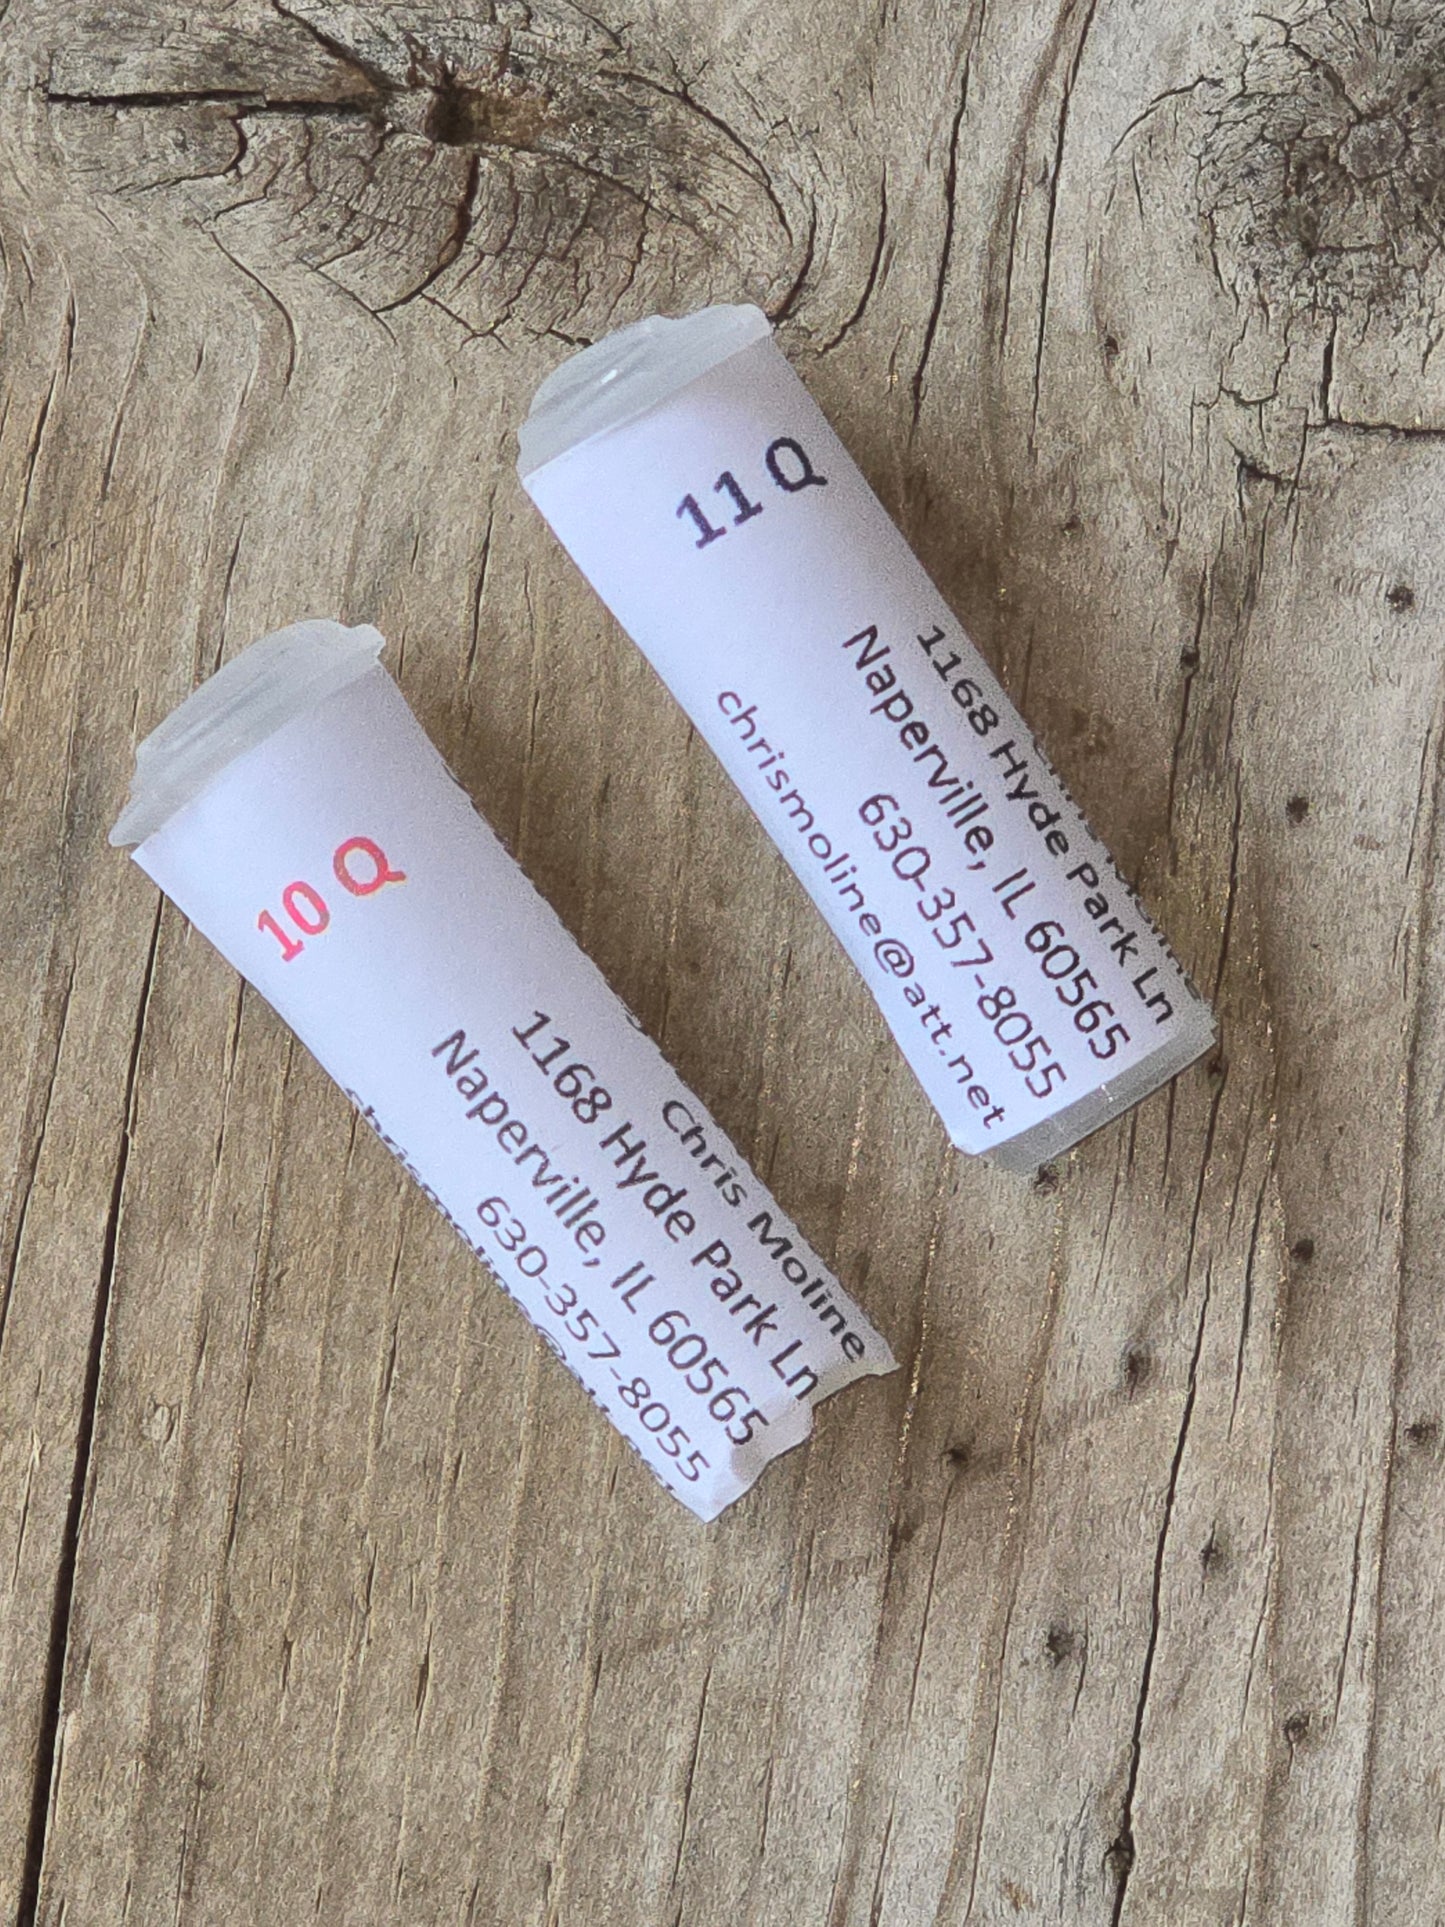 11 Q
1168 Hyde Park Ln
Naperville, IL 60565
630-357-8055
chrismoline@att.net
10 Q
Chris Moline
1168 Hyde Park Ln
Naperville, IL 60565
630-357-8055